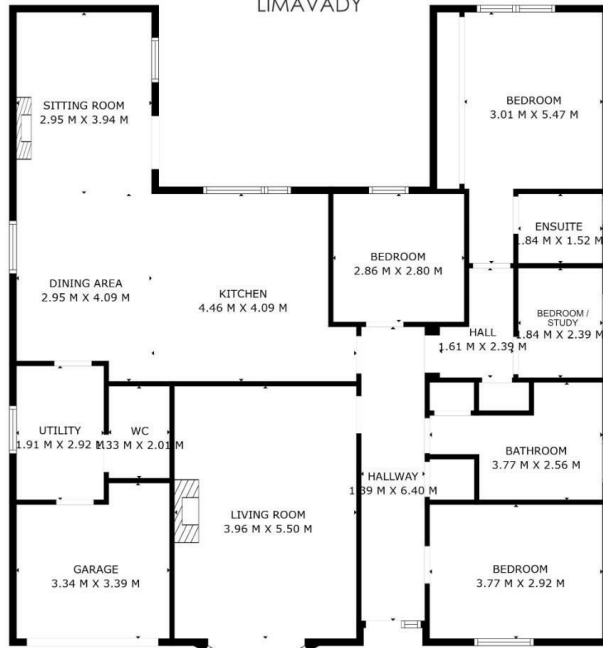 LIMAVADY
SITTING ROOM
2.95 M X 3.94 M
BEDROOM
3.01 M X 5.47 M
ENSUITE
1.84 M X 1.52 M
BEDROOM
2.86 M X 2.80 M
DINING AREA
2.95 M X 4.09 M
KITCHEN
4.46 M X 4.09 M
HALL
1.61 M X 2.39 M
BEDROOM /
STUDY
1.84 M X 2.39 M
UTILITY
1.91 M X 2.92 M
WC
1.33 M X 2.01 M
BATHROOM
3.77 M X 2.56 M
HALLWAY
1.39 M X 6.40 M
LIVING ROOM
3.96 M X 5.50 M
GARAGE
3.34 M X 3.39 M
BEDROOM
3.77 M X 2.92 M